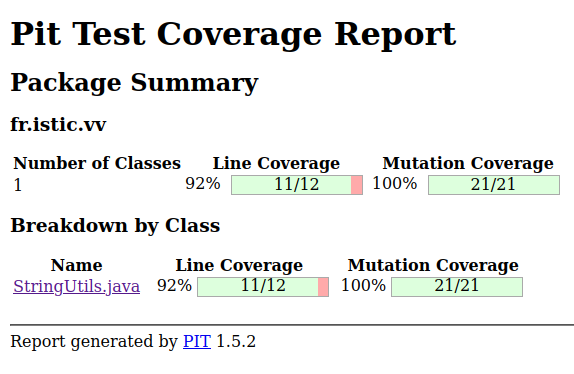 Pit Test Coverage Report
Package Summary
fr.istic.vv
Number of Classes Line Coverage Mutation Coverage
1 92% 11/12 100% 21/21
Breakdown by Class
Name Line Coverage Mutation Coverage
StringUtils.java 92% 11/12 100% 21/21
Report generated by PIT 1.5.2